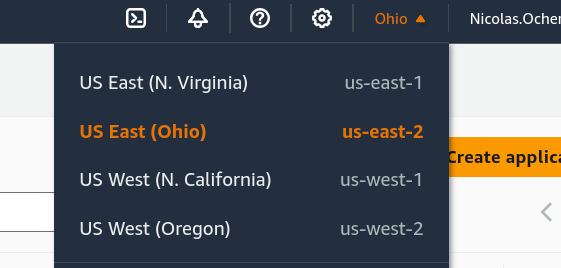 Ohio ▲ Nicolas.Ocher
US East (N. Virginia) us-east-1
US East (Ohio) us-east-2
Create applica
US West (N. California) us-west-1
US West (Oregon) us-west-2